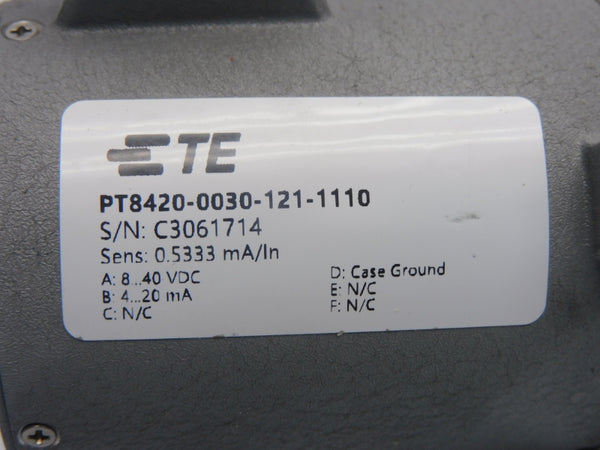 TE
PT8420-0030-121-1110
S/N: C3061714
Sens: 0.5333 mA/In
A: 8...40 VDC
B: 4...20 mA
C: N/C
D: Case Ground
E: N/C
F: N/C